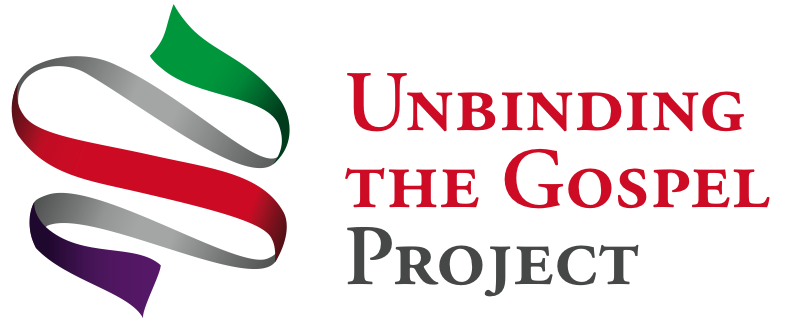 Unbinding
the Gospel
Project